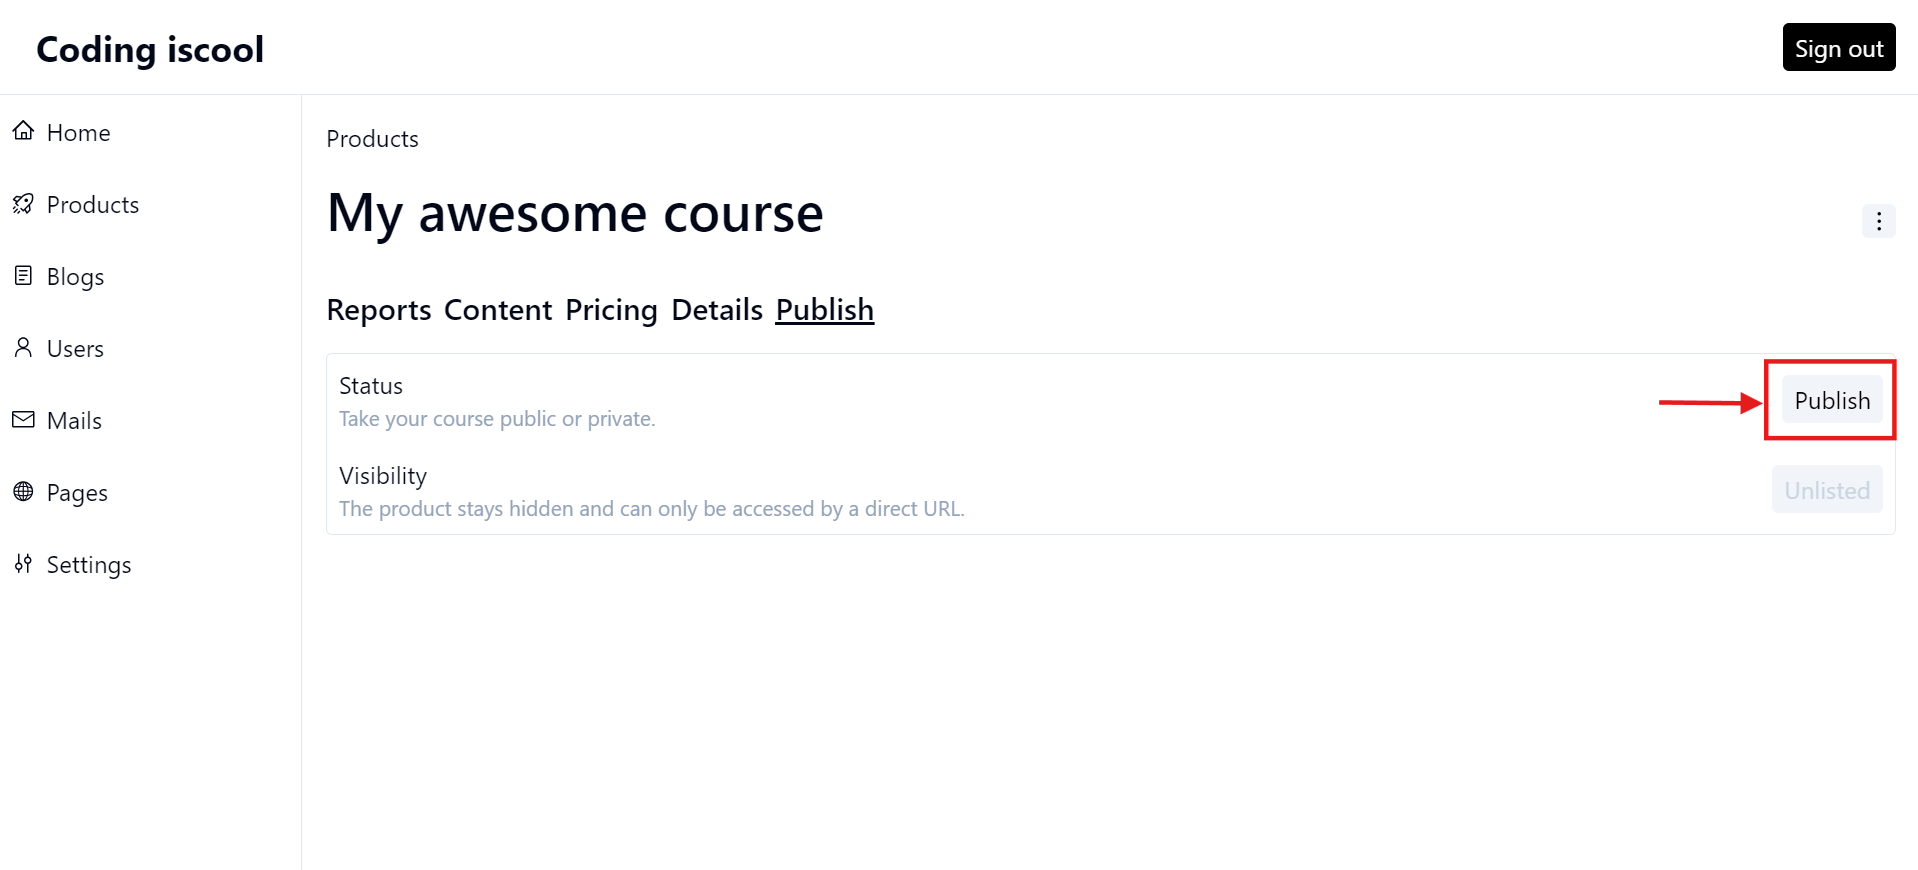 Coding iscool
Sign out
Home
Products
Blogs
Users
Mails
Pages
Settings
Products
My awesome course
Reports Content Pricing Details Publish
Status
Take your course public or private.
Publish
Visibility
The product stays hidden and can only be accessed by a direct URL.
Unlisted